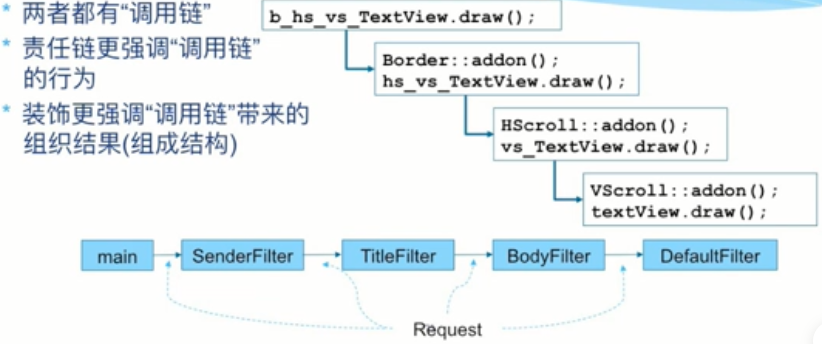 * 两者都有“调用链”
* 责任链更强调“调用链”
的行为
* 装饰更强调“调用链”带来的
组织结果(组成结构)
b_hs_vs_TextView.draw();
Border::addon();
hs_vs_TextView.draw();
HScroll::addon();
vs_TextView.draw();
VScroll::addon();
textView.draw();
main
SenderFilter
TitleFilter
BodyFilter
DefaultFilter
Request